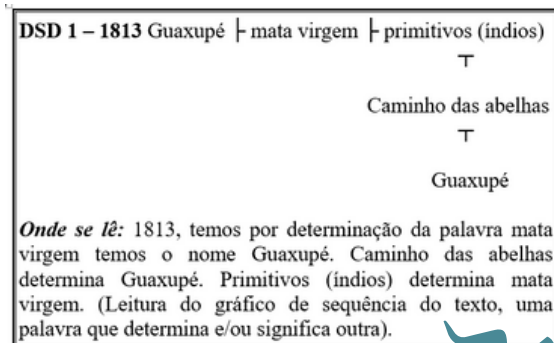 DSD 1 – 1813 Guaxupé ├ mata virgem ├ primitivos (índios)
┬
Caminho das abelhas
┬
Guaxupé
Onde se lê: 1813, temos por determinação da palavra mata
virgem temos o nome Guaxupé. Caminho das abelhas
determina Guaxupé. Primitivos (índios) determina mata
virgem. (Leitura do gráfico de sequência do texto, uma
palavra que determina e/ou significa outra).